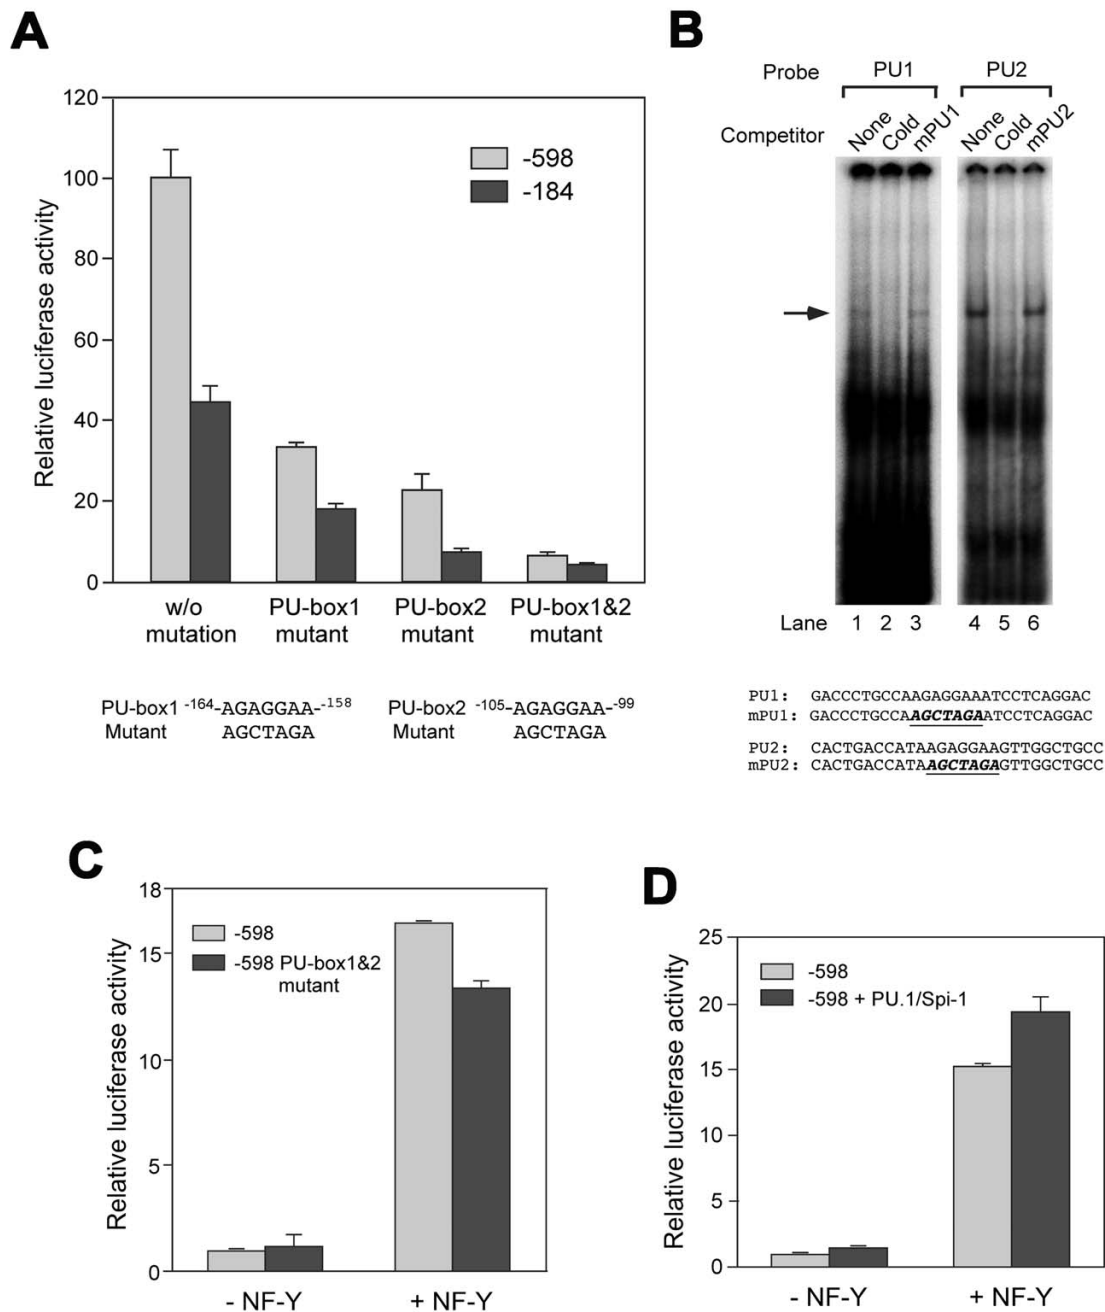 A
120
100
80
60
40
20
0
Relative luciferase activity
-598
-184
w/o
mutation
PU-box1
mutant
PU-box2
mutant
PU-box1&2
mutant
PU-box1 -164-AGAGGAA--158
Mutant AGCTAGA
PU-box2 -105-AGAGGAA--99
Mutant AGCTAGA
B
Probe PU1 PU2
Competitor None Cold mPU1 None Cold mPU2
Lane 1 2 3 4 5 6
PU1: GACCCTGCCAAGAGGAAATCCTCAGGAC
mPU1: GACCCTGCCAAGCTAGAATCCTCAGGAC
PU2: CACTGACCATAAGAGGAAGTTGGCTGCC
mPU2: CACTGACCATAAGCTAGAGTTGGCTGCC
C
18
15
10
5
0
Relative luciferase activity
-598
-598 PU-box1&2
mutant
- NF-Y + NF-Y
D
25
20
15
10
5
0
Relative luciferase activity
-598
-598 + PU.1/Spi-1
- NF-Y + NF-Y